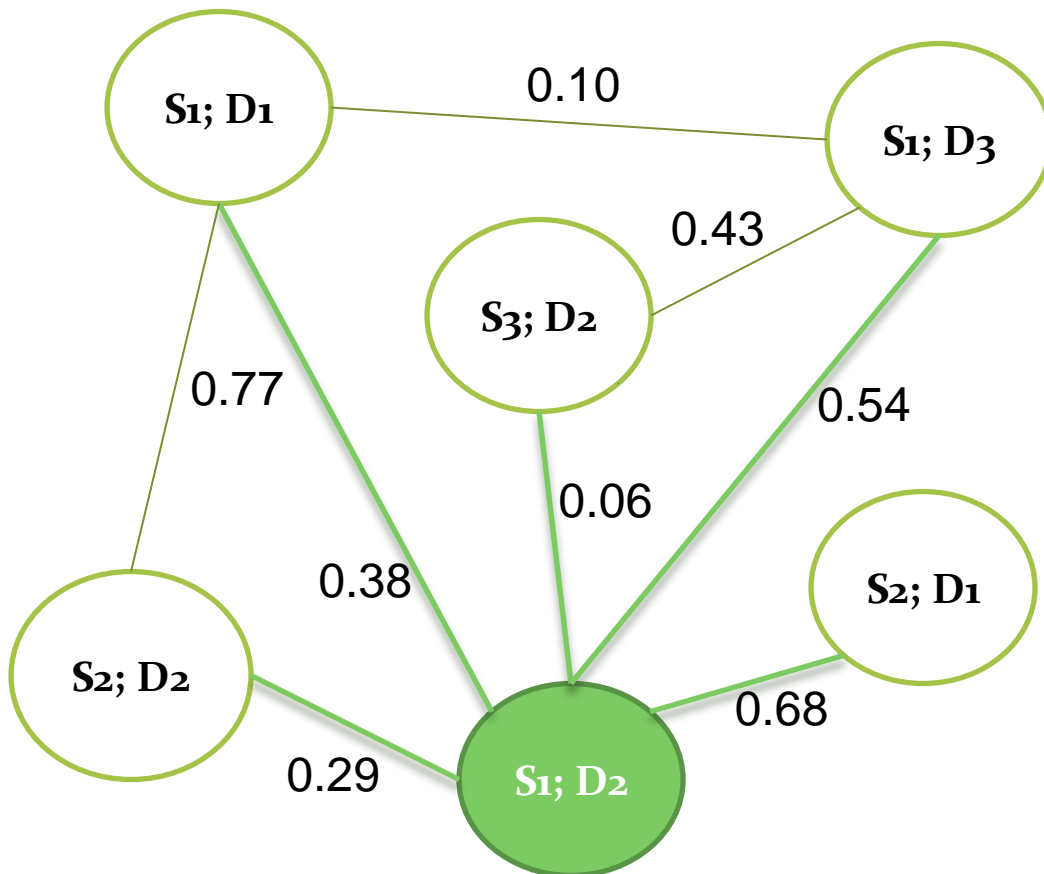 S1; D1
0.10
S1; D3
0.43
S3; D2
0.77
0.54
0.06
0.38
S2; D1
S2; D2
0.68
0.29
S1; D2